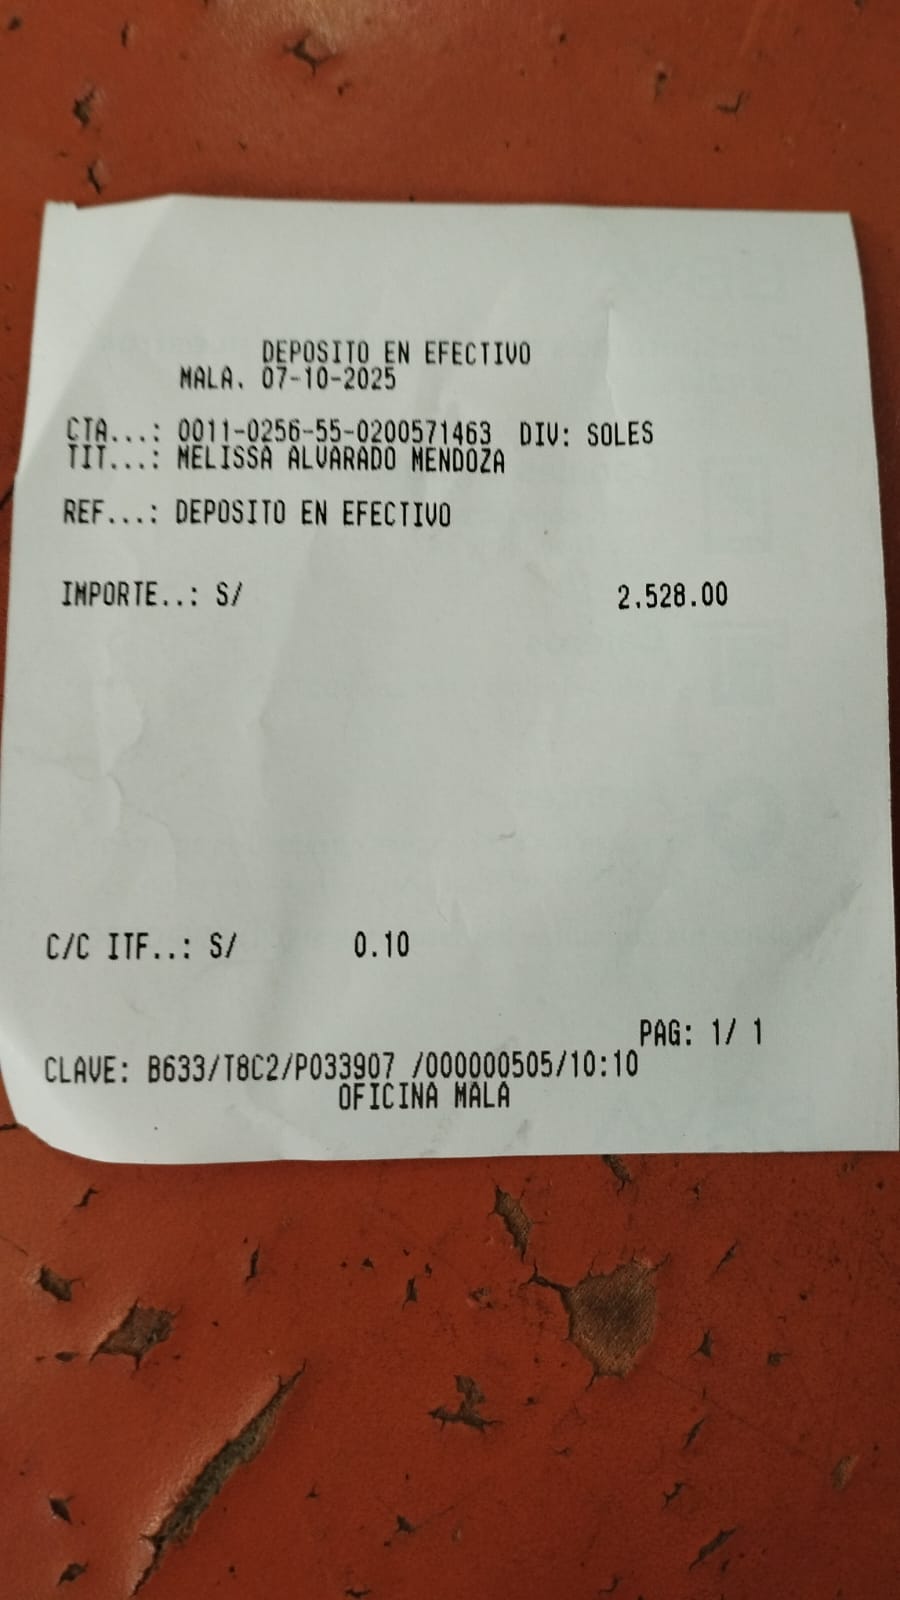 DEPOSITO EN EFECTIVO
MALA. 07-10-2025
CTA...: 0011-0256-55-0200571463 DIV: SOLES
TIT...: MELISSA ALVARADO MENDOZA
REF...: DEPOSITO EN EFECTIVO
IMPORTE..: S/ 2.528.00
C/C ITF..: S/ 0.10
PAG: 1/ 1
CLAVE: B633/T8C2/P033907 /000000505/10:10
OFICINA MALA